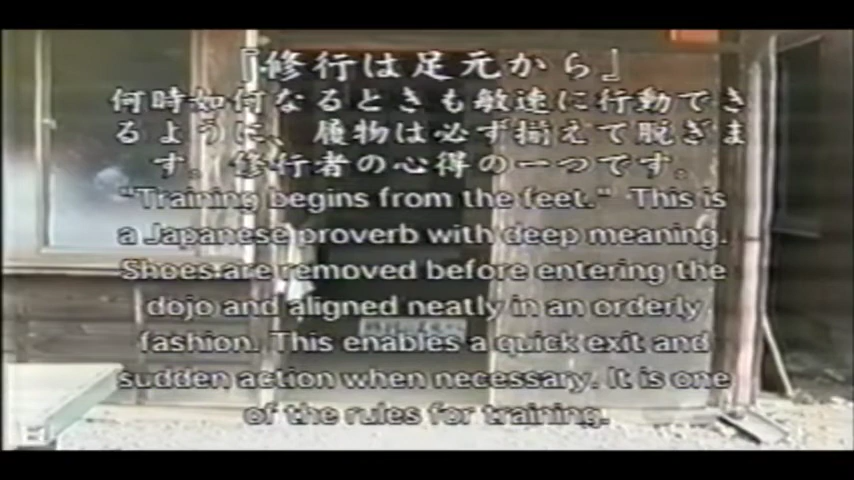 『修行は足元から』
何時如何なるときも敏速に行動でき
るように、履物は必ず揃えて脱ぎま
す。修行者の心得の一つです。
"Training begins from the feet." This is
a Japanese proverb with deep meaning.
Shoes are removed before entering the
dojo and aligned neatly in an orderly
fashion. This enables a quick exit and
sudden action when necessary. It is one
of the rules for training.